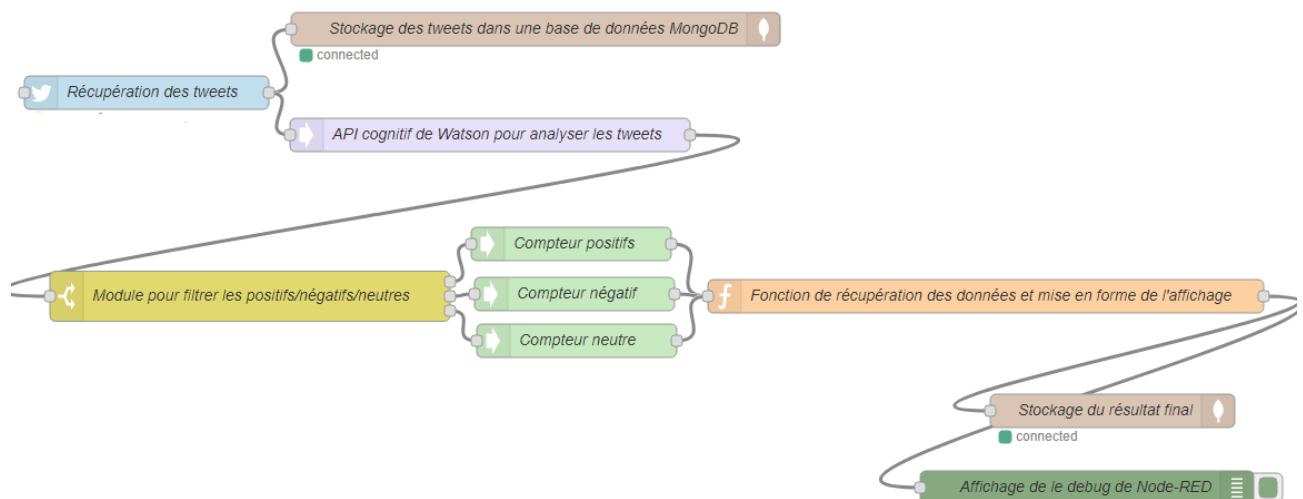 Stockage des tweets dans une base de données MongoDB
connected
Récupération des tweets
API cognitif de Watson pour analyser les tweets
Compteur positifs
Module pour filtrer les positifs/négatifs/neutres
Compteur négatif
Fonction de récupération des données et mise en forme de l'affichage
Compteur neutre
Stockage du résultat final
connected
Affichage de le debug de Node-RED